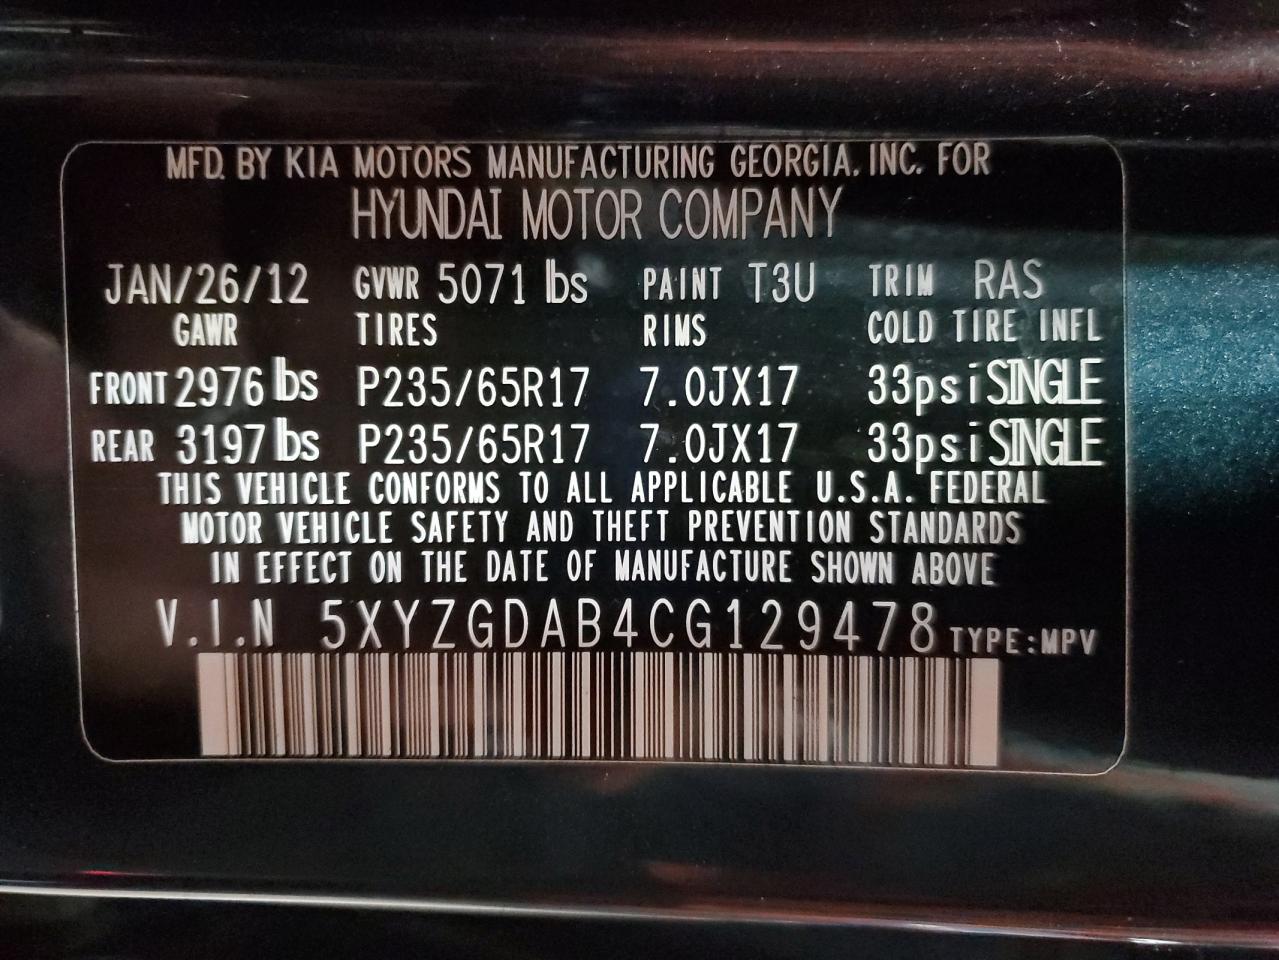 MFD. BY KIA MOTORS MANUFACTURING GEORGIA, INC. FOR
HYUNDAI MOTOR COMPANY
JAN/26/12 GVWR 5071 lbs PAINT T3U TRIM RAS
GAWR TIRES RIMS COLD TIRE INFL
FRONT 2976 lbs P235/65R17 7.0JX17 33psi SINGLE
REAR 3197 lbs P235/65R17 7.0JX17 33psi SINGLE
THIS VEHICLE CONFORMS TO ALL APPLICABLE U.S.A. FEDERAL
MOTOR VEHICLE SAFETY AND THEFT PREVENTION STANDARDS
IN EFFECT ON THE DATE OF MANUFACTURE SHOWN ABOVE
V.I.N 5XYZGDAB4CG129478 TYPE:MPV